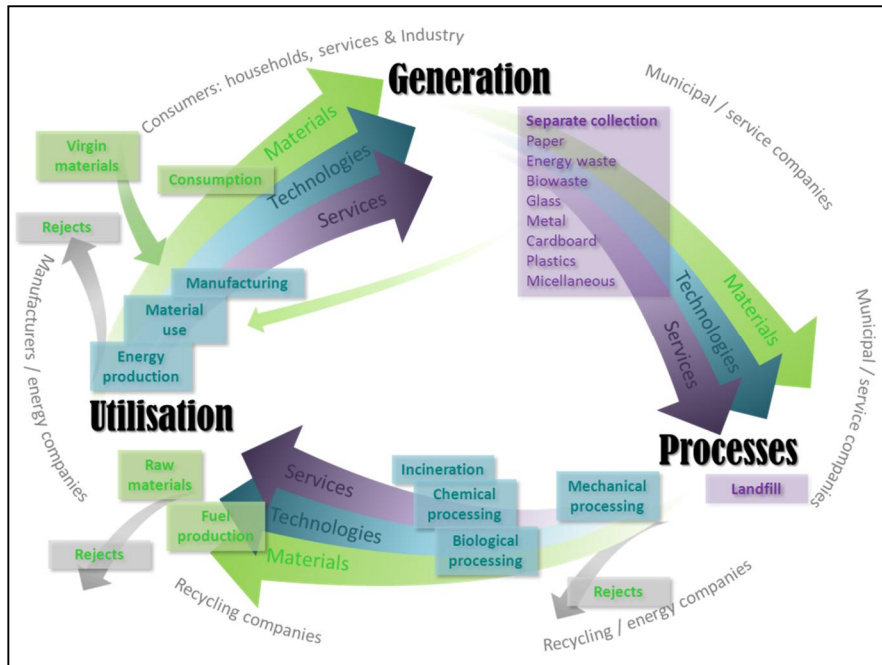 Consumers: households, services & Industry
Generation
Municipal / service companies
Separate collection
Paper
Energy waste
Biowaste
Glass
Metal
Cardboard
Plastics
Micellaneous
Virgin
materials
Consumption
Materials
Technologies
Services
Rejects
Manufacturing
Material
use
Energy
production
Manufacturers / energy companies
Materials
Technologies
Services
Municipal / service companies
Utilisation
Processes
Landfill
Raw
materials
Fuel
production
Rejects
Services
Technologies
Materials
Incineration
Chemical
processing
Biological
processing
Mechanical
processing
Rejects
Recycling companies
Recycling / energy companies